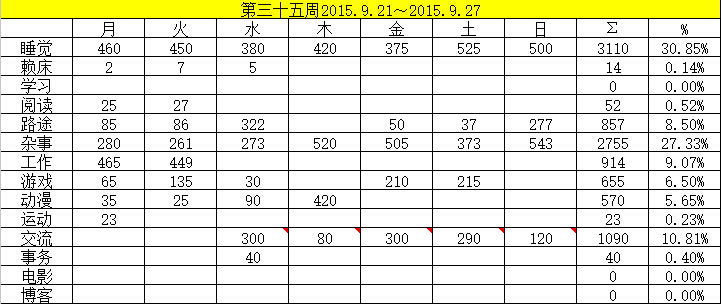 第三十五周2015.9.21～2015.9.27
月 火 水 木 金 土 日 Σ %
睡觉 460 450 380 420 375 525 500 3110 30.85%
赖床 2 7 5 14 0.14%
学习 0 0.00%
阅读 25 27 52 0.52%
路途 85 86 322 50 37 277 857 8.50%
杂事 280 261 273 520 505 373 543 2755 27.33%
工作 465 449 914 9.07%
游戏 65 135 30 210 215 655 6.50%
动漫 35 25 90 420 570 5.65%
运动 23 23 0.23%
交流 300 80 300 290 120 1090 10.81%
事务 40 40 0.40%
电影 0 0.00%
博客 0 0.00%